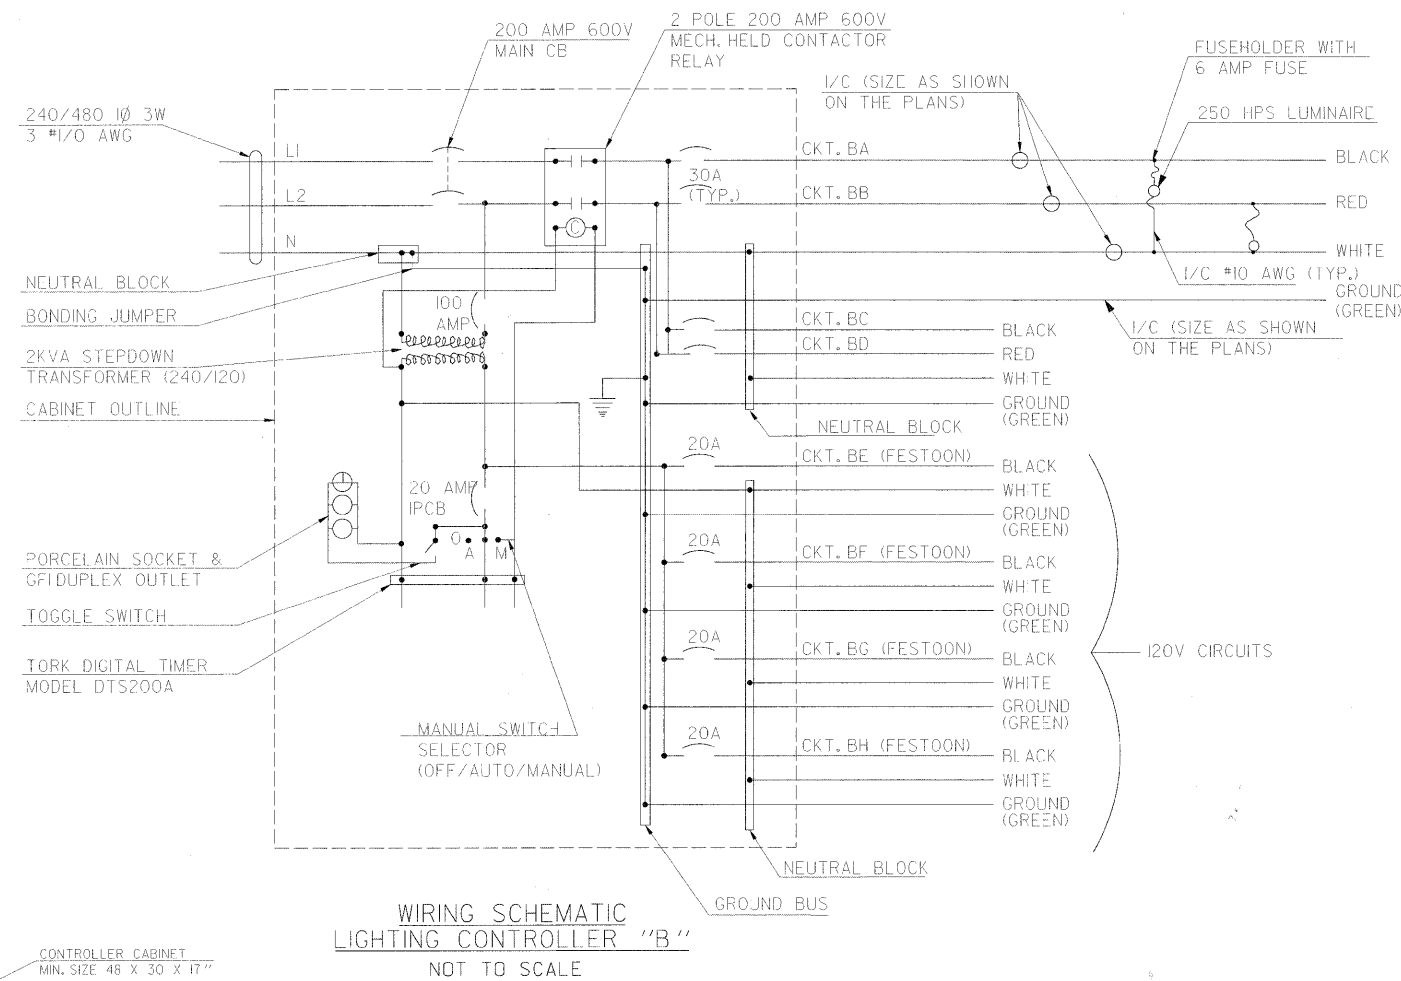 200 AMP 600V
MAIN CB
2 POLE 200 AMP 600V
MECH. HELD CONTACTOR
RELAY
FUSEHOLDER WITH
6 AMP FUSE
1/C (SIZE AS SHOWN
ON THE PLANS)
240/480 1Ø 3W
3 #1/0 AWG
250 HPS LUMINAIRE
L1
CKT. BA
BLACK
30A
(TYP.)
L2
CKT. BB
RED
C
N
WHITE
1/C #10 AWG (TYP.)
NEUTRAL BLOCK
GROUND
(GREEN)
BONDING JUMPER
100
AMP
CKT. BC
BLACK
1/C (SIZE AS SHOWN
ON THE PLANS)
CKT. BD
RED
2KVA STEPDOWN
TRANSFORMER (240/120)
WHITE
CABINET OUTLINE
GROUND
(GREEN)
NEUTRAL BLOCK
20A
CKT. BE (FESTOON)
BLACK
20 AMP
1PCB
WHITE
GROUND
(GREEN)
O
A
M
20A
CKT. BF (FESTOON)
BLACK
PORCELAIN SOCKET &
GFI DUPLEX OUTLET
WHITE
TOGGLE SWITCH
GROUND
(GREEN)
20A
CKT. BG (FESTOON)
BLACK
120V CIRCUITS
TORK DIGITAL TIMER
MODEL DTS200A
WHITE
GROUND
(GREEN)
MANUAL SWITCH
SELECTOR
(OFF/AUTO/MANUAL)
20A
CKT. BH (FESTOON)
BLACK
WHITE
GROUND
(GREEN)
NEUTRAL BLOCK
GROUND BUS
WIRING SCHEMATIC
LIGHTING CONTROLLER "B"
NOT TO SCALE
CONTROLLER CABINET
MIN. SIZE 48 X 30 X 17"